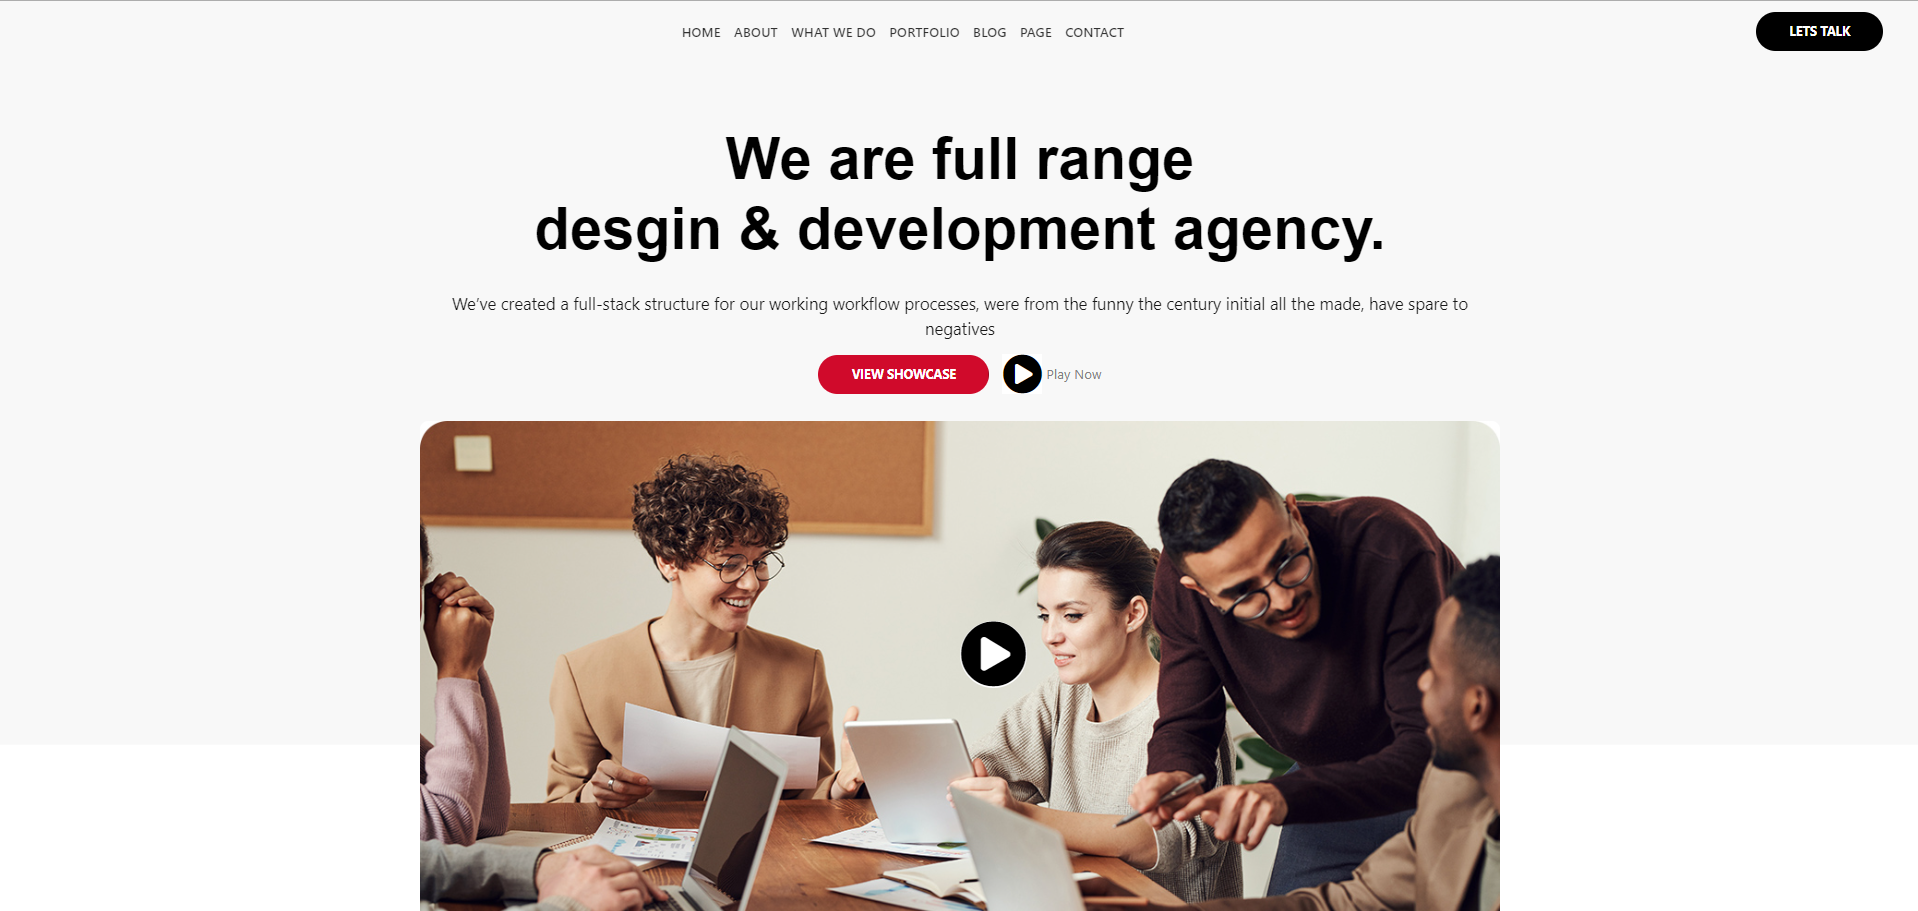 HOME ABOUT WHAT WE DO PORTFOLIO BLOG PAGE CONTACT
LETS TALK
We are full range
desgin & development agency.
We’ve created a full-stack structure for our working workflow processes, were from the funny the century initial all the made, have spare to
negatives
VIEW SHOWCASE
Play Now